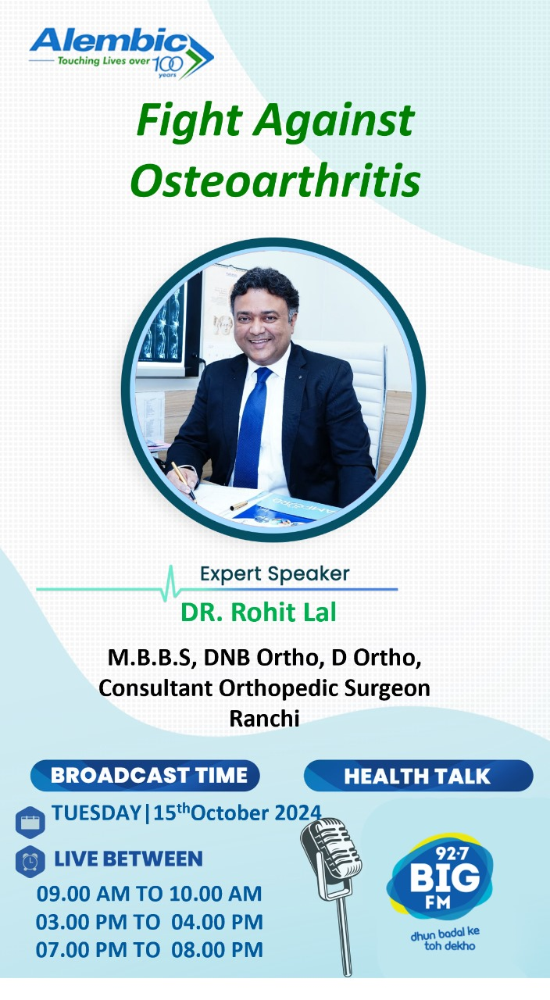 Alembic
Touching Lives over 100
years
Fight Against
Osteoarthritis
Expert Speaker
DR. Rohit Lal
M.B.B.S, DNB Ortho, D Ortho,
Consultant Orthopedic Surgeon
Ranchi
BROADCAST TIME
HEALTH TALK
TUESDAY|15thOctober 2024
LIVE BETWEEN
09.00 AM TO 10.00 AM
03.00 PM TO 04.00 PM
07.00 PM TO 08.00 PM
92.7
BIG
FM
dhun badal ke
toh dekho